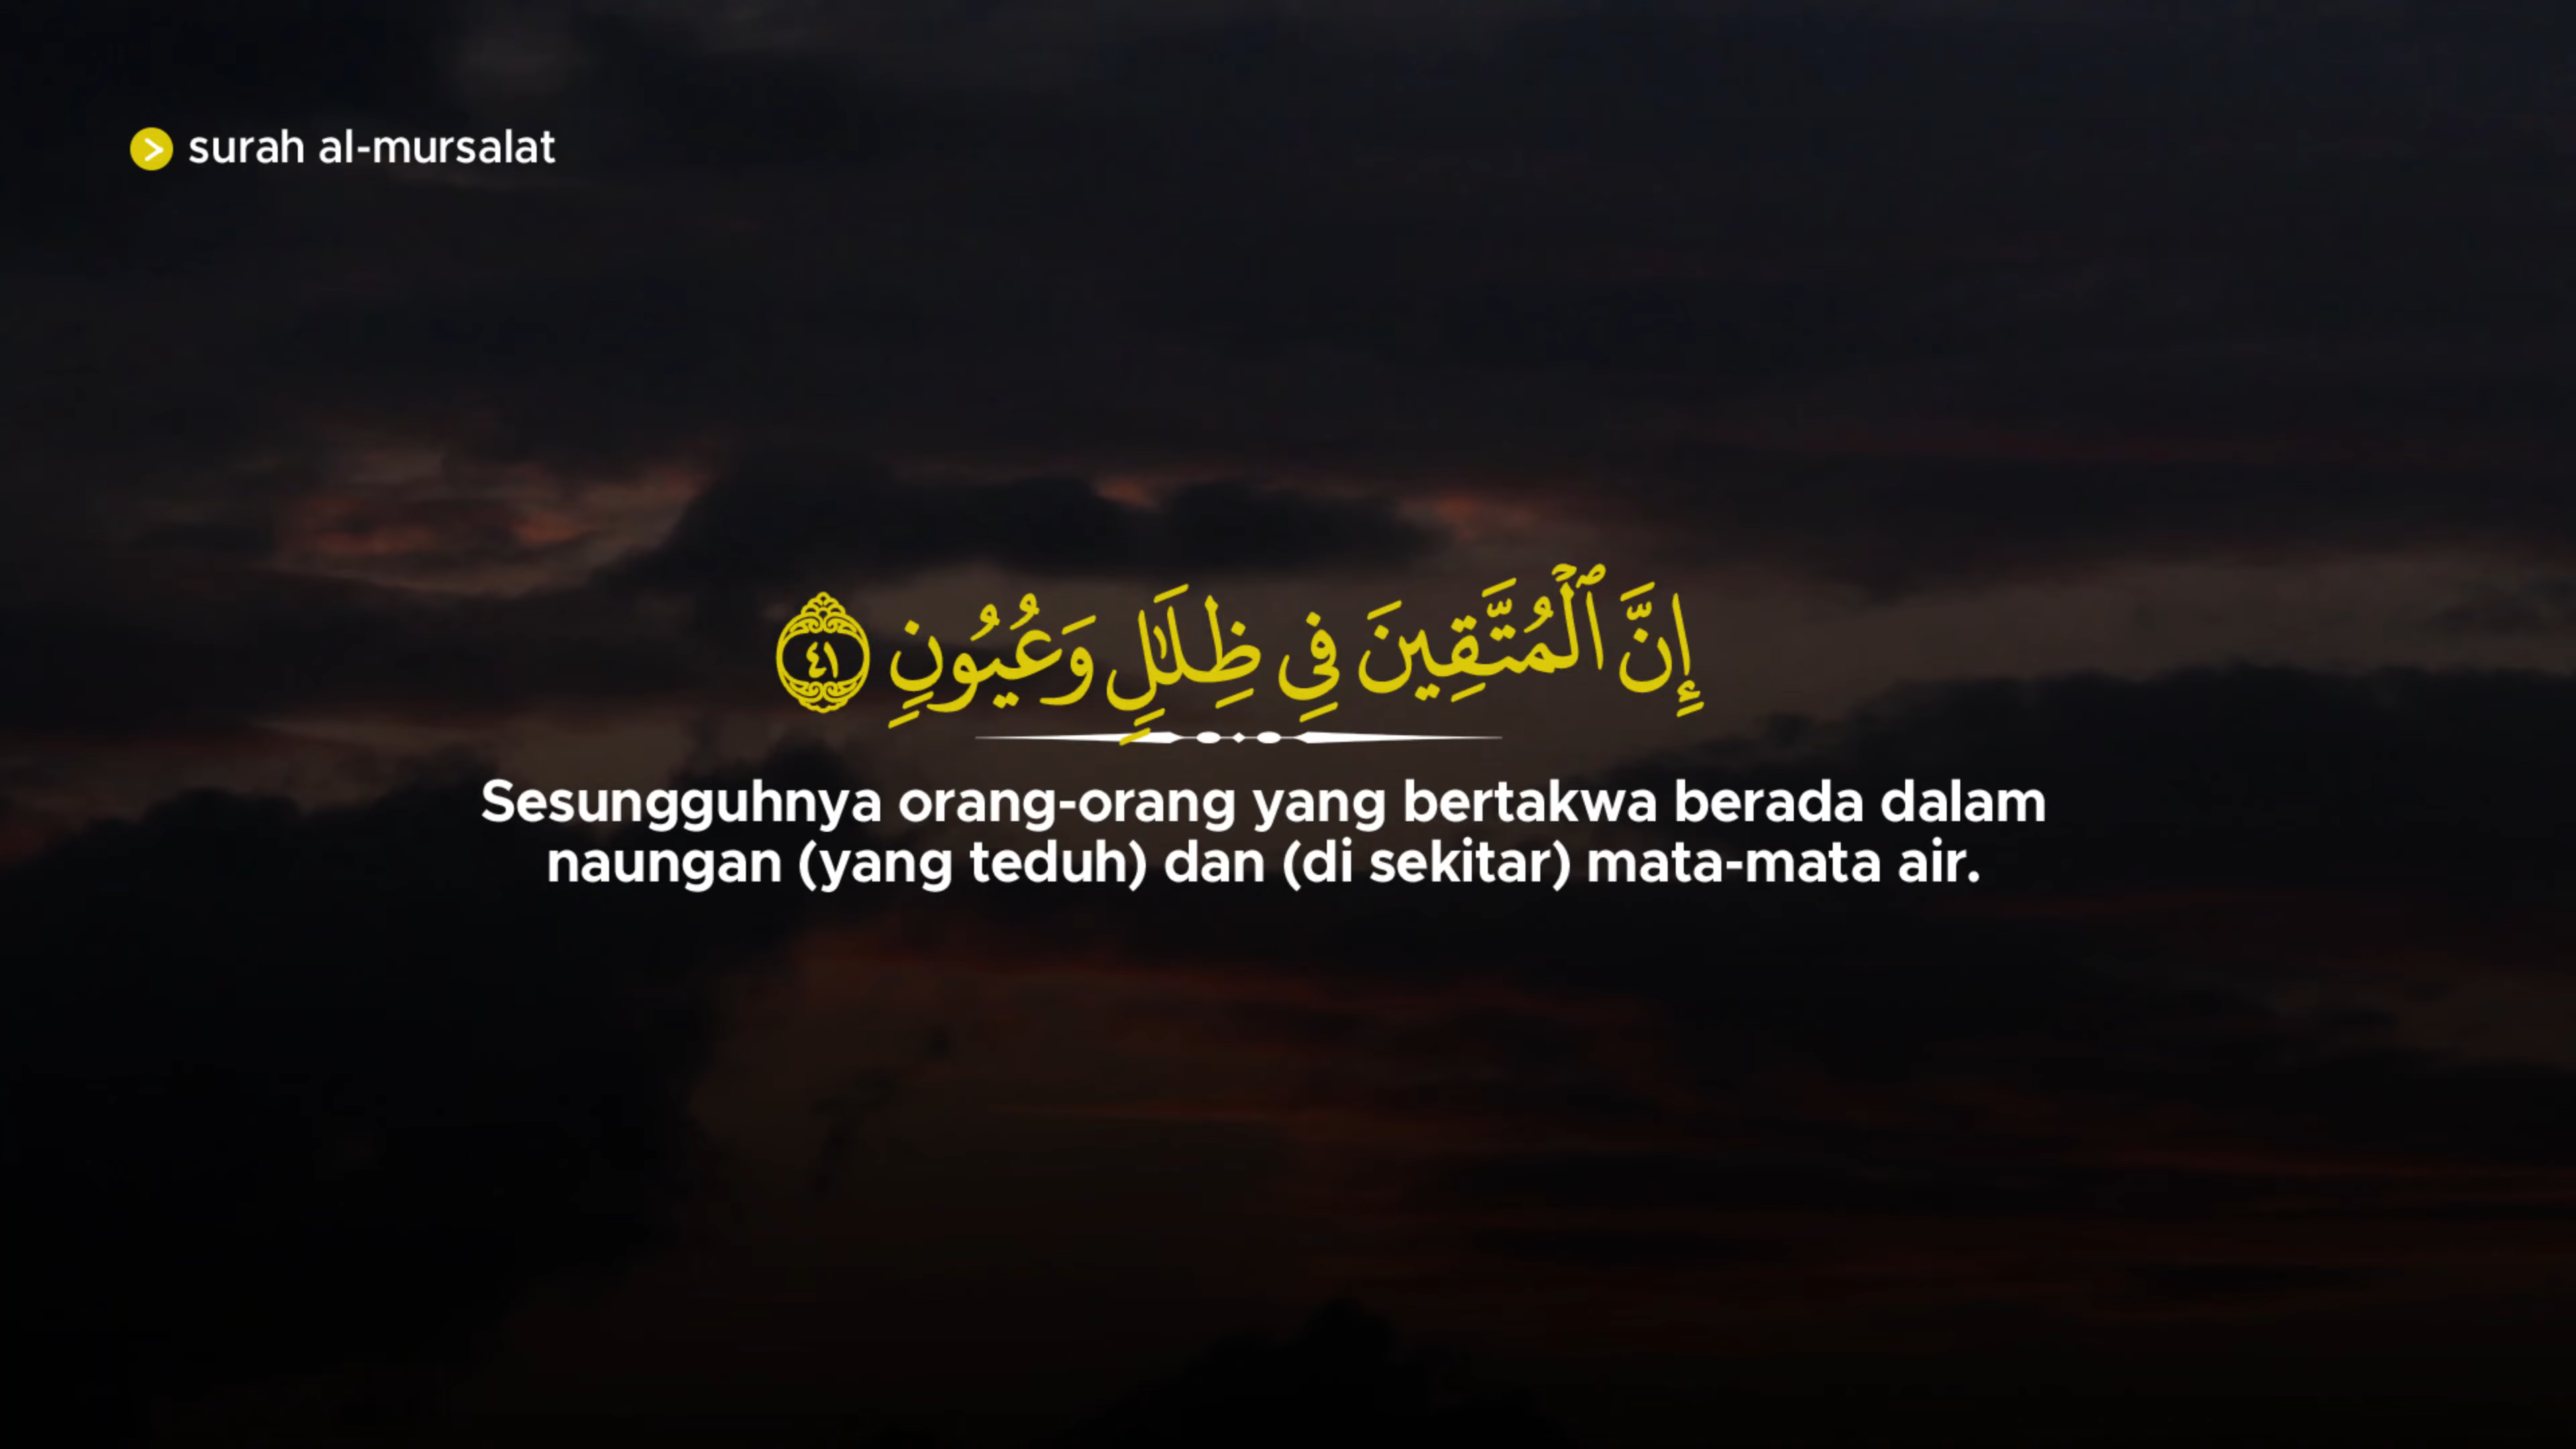 surah al-mursalat
إِنَّ ٱلْمُتَّقِينَ فِي ظِلَٰلٍ وَعُيُونٍ ٤١
Sesungguhnya orang-orang yang bertakwa berada dalam
naungan (yang teduh) dan (di sekitar) mata-mata air.